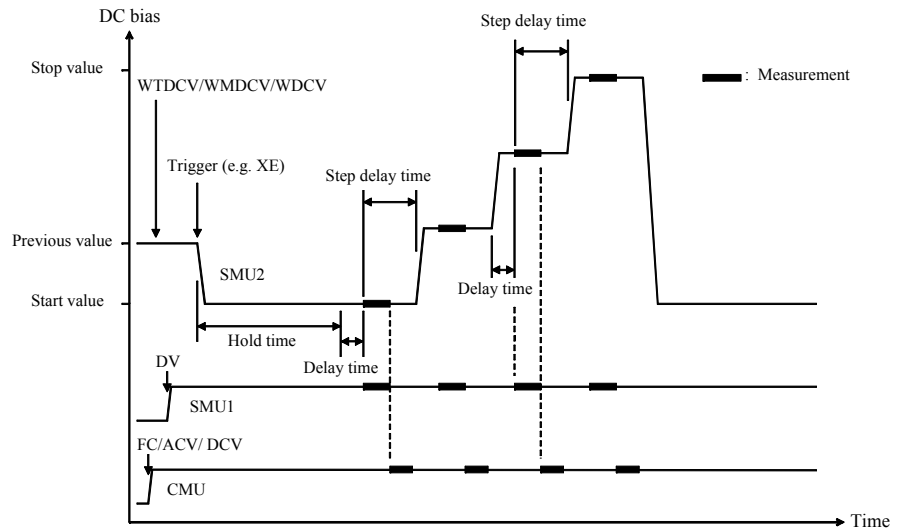 DC bias
Step delay time
Stop value
WTDCV/WMDCV/WDCV
: Measurement
Trigger (e.g. XE)
Step delay time
Previous value
SMU2
Delay time
Start value
Hold time
Delay time
DV
SMU1
FC/ACV/ DCV
CMU
Time